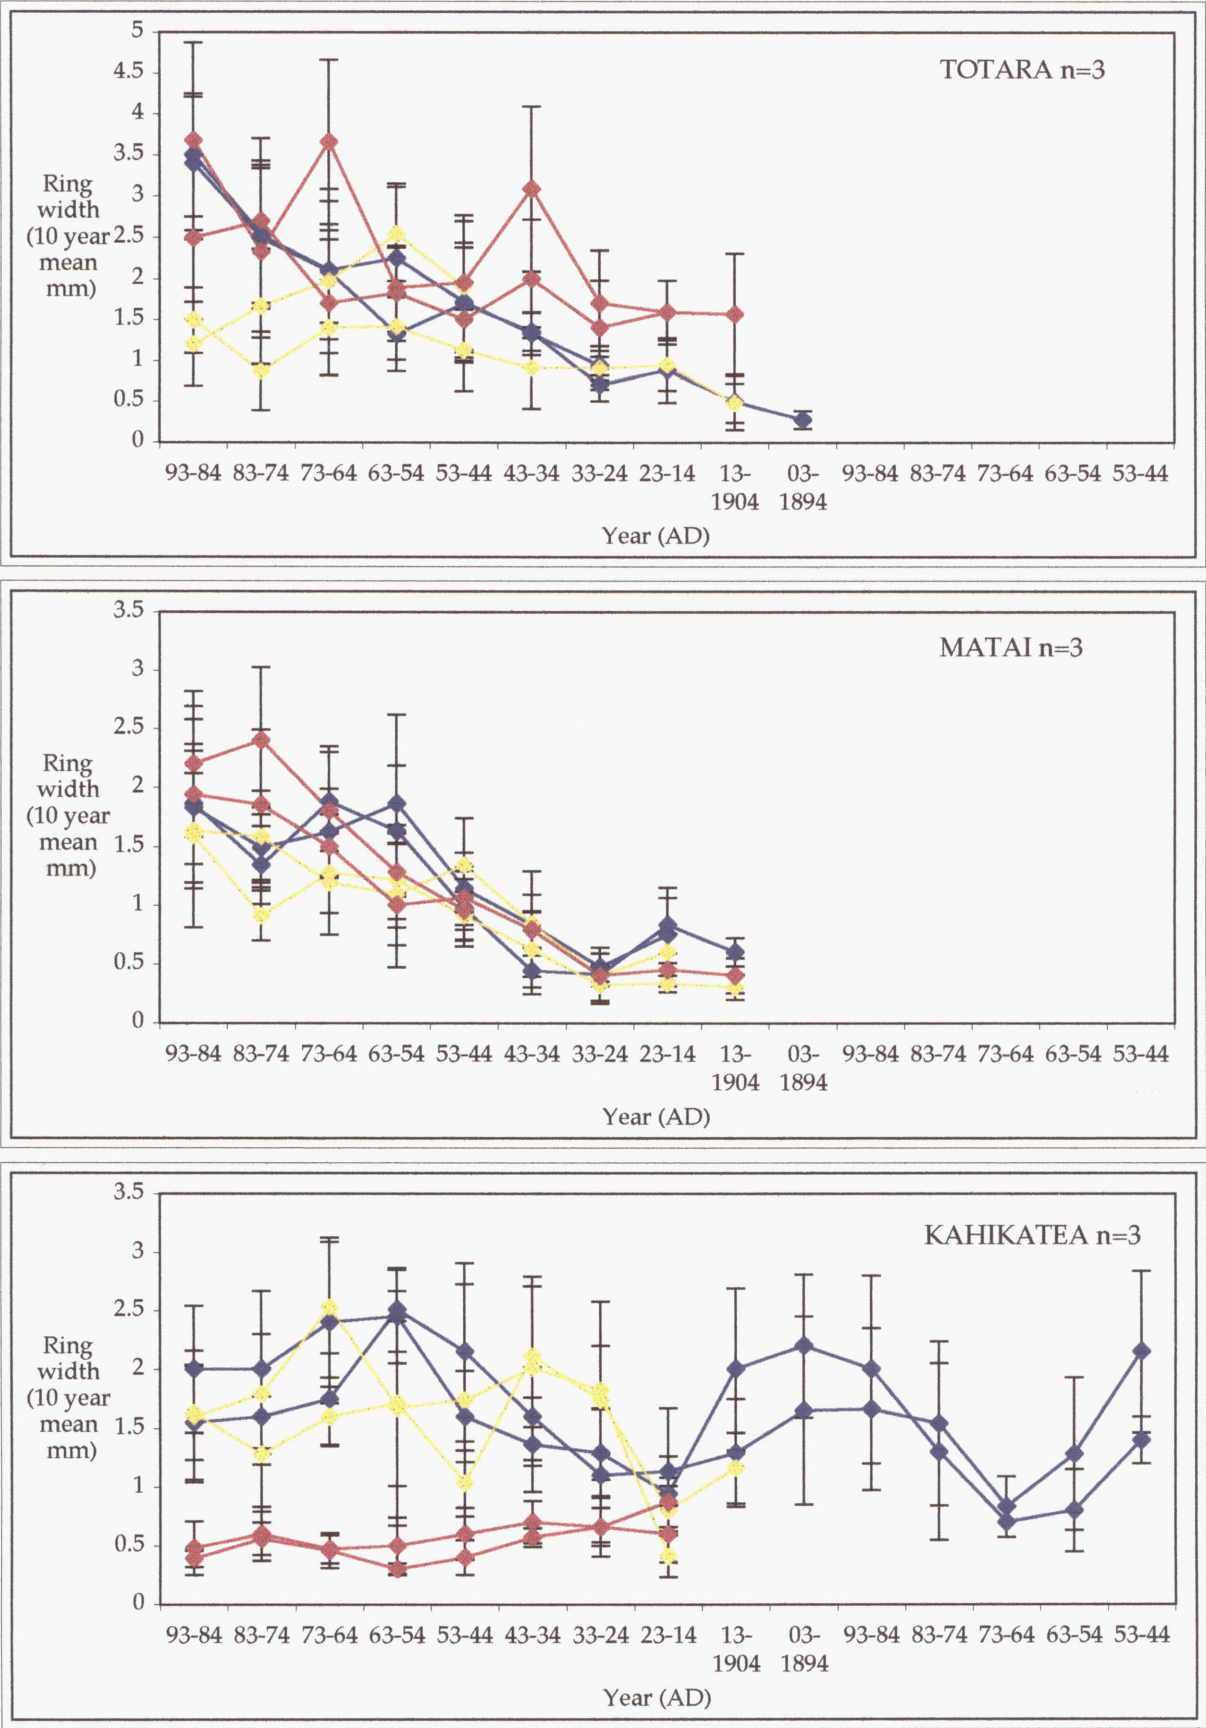 5
4.5
4
3.5
3
2.5
2
1.5
1
0.5
0
Ring
width
(10 year
mean
mm)
TOTARA n=3
93-84 83-74 73-64 63-54 53-44 43-34 33-24 23-14 13- 03- 93-84 83-74 73-64 63-54 53-44
1904 1894
Year (AD)
3.5
3
2.5
2
1.5
1
0.5
0
Ring
width
(10 year
mean
mm)
MATAI n=3
93-84 83-74 73-64 63-54 53-44 43-34 33-24 23-14 13- 03- 93-84 83-74 73-64 63-54 53-44
1904 1894
Year (AD)
3.5
3
2.5
2
1.5
1
0.5
0
Ring
width
(10 year
mean
mm)
KAHIKATEA n=3
93-84 83-74 73-64 63-54 53-44 43-34 33-24 23-14 13- 03- 93-84 83-74 73-64 63-54 53-44
1904 1894
Year (AD)